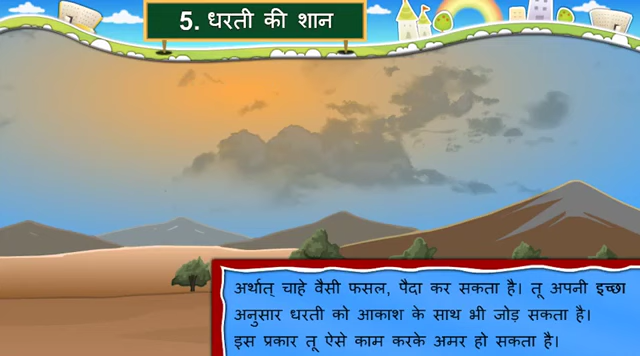 5. धरती की शान
अर्थात् चाहे वैसी फसल, पैदा कर सकता है। तू अपनी इच्छा
अनुसार धरती को आकाश के साथ भी जोड़ सकता है।
इस प्रकार तू ऐसे काम करके अमर हो सकता है।